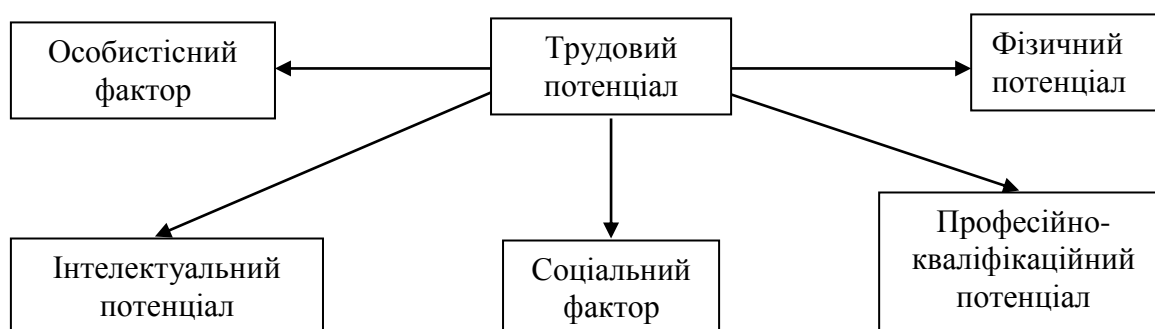 Особистісний
фактор
Трудовий
потенціал
Фізичний
потенціал
Інтелектуальний
потенціал
Соціальний
фактор
Професійно-
кваліфікаційний
потенціал